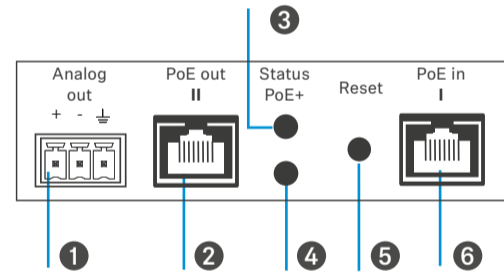 3
Analog
out
+ - ⏚
PoE out
II
Status
PoE+
Reset
PoE in
I
1
2
4
5
6